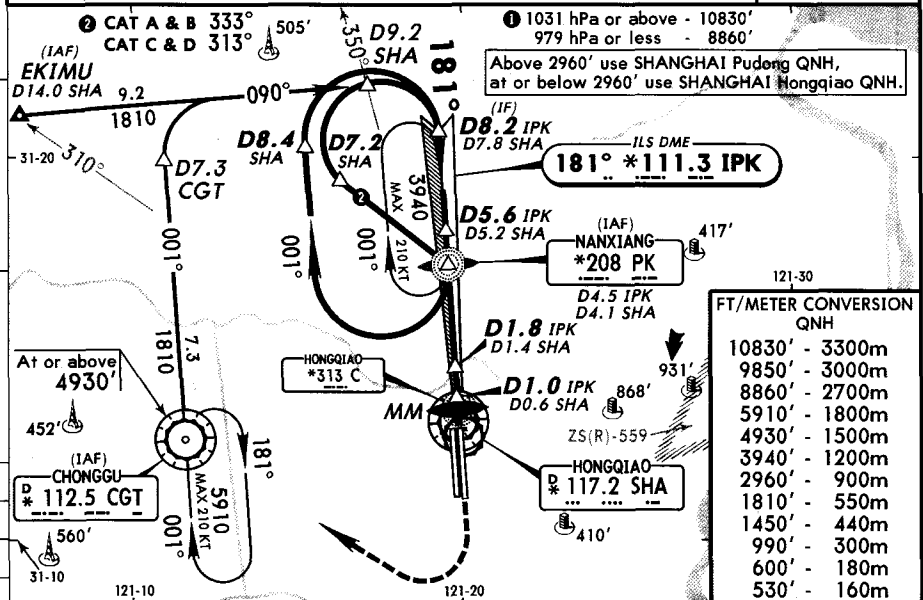 ❷ CAT A & B 333°
CAT C & D 313°
505'
350°
D9.2
SHA
181°
❶ 1031 hPa or above - 10830'
979 hPa or less - 8860'
Above 2960' use SHANGHAI Pudong QNH,
at or below 2960' use SHANGHAI Hongqiao QNH.
(IAF)
EKIMU
D14.0 SHA
9.2
1810
090°
(IF)
D8.2 IPK
D7.8 SHA
D8.4
SHA
D7.2
SHA
31-20
310°
D7.3
CGT
ILS DME
181° *111.3 IPK
❷
3940
MAX 210 KT
001°
001°
001°
D5.6 IPK
D5.2 SHA
(IAF)
NANXIANG
*208 PK
D4.5 IPK
D4.1 SHA
417'
121-30
1810
7.3
D1.8 IPK
D1.4 SHA
HONGQIAO
*313 C
At or above
4930'
452'
MM
D1.0 IPK
D0.6 SHA
868'
931'
ZS(R)-559
(IAF)
CHONGGU
D
* 112.5 CGT
181°
5910
MAX 210 KT
001°
HONGQIAO
D
* 117.2 SHA
410'
560'
31-10
121-10
121-20
FT/METER CONVERSION
QNH
10830' - 3300m
9850' - 3000m
8860' - 2700m
5910' - 1800m
4930' - 1500m
3940' - 1200m
2960' - 900m
1810' - 550m
1450' - 440m
990' - 300m
600' - 180m
530' - 160m